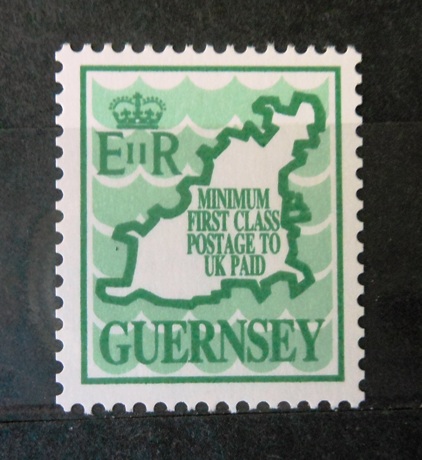 EIIR
MINIMUM
FIRST CLASS
POSTAGE TO
UK PAID
GUERNSEY